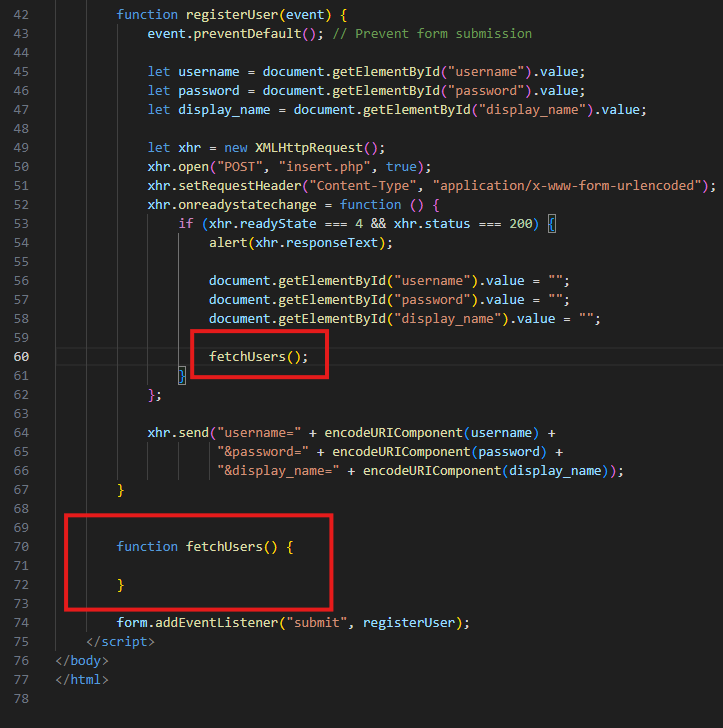 42 function registerUser(event) {
43 event.preventDefault(); // Prevent form submission
44
45 let username = document.getElementById("username").value;
46 let password = document.getElementById("password").value;
47 let display_name = document.getElementById("display_name").value;
48
49 let xhr = new XMLHttpRequest();
50 xhr.open("POST", "insert.php", true);
51 xhr.setRequestHeader("Content-Type", "application/x-www-form-urlencoded");
52 xhr.onreadystatechange = function () {
53 if (xhr.readyState === 4 && xhr.status === 200) {
54 alert(xhr.responseText);
55
56 document.getElementById("username").value = "";
57 document.getElementById("password").value = "";
58 document.getElementById("display_name").value = "";
59
60 fetchUsers();
61 }
62 };
63
64 xhr.send("username=" + encodeURIComponent(username) +
65 "&password=" + encodeURIComponent(password) +
66 "&display_name=" + encodeURIComponent(display_name));
67 }
68
69
70 function fetchUsers() {
71
72 }
73
74 form.addEventListener("submit", registerUser);
75 </script>
76 </body>
77 </html>
78